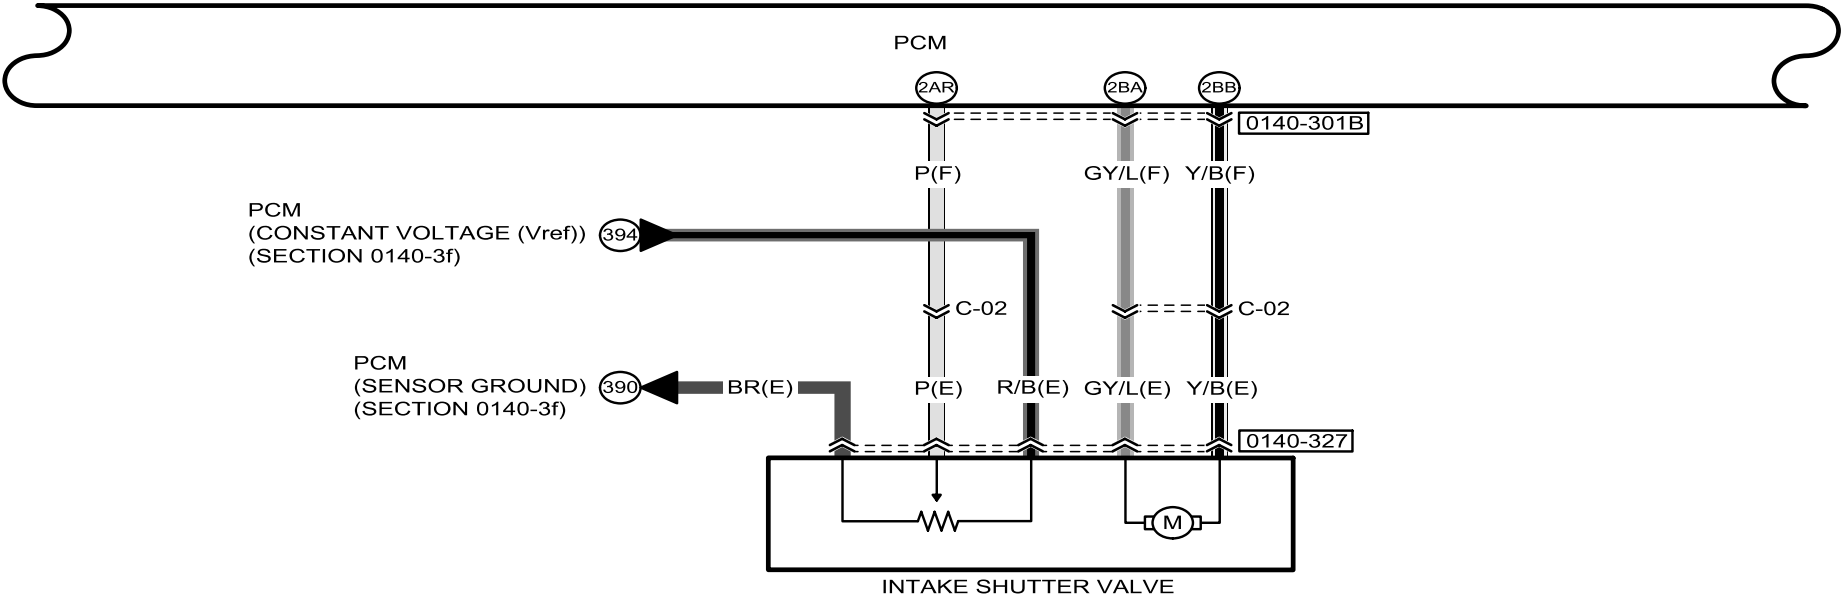 PCM
2AR 2BA 2BB
0140-301B
P(F) GY/L(F) Y/B(F)
PCM
(CONSTANT VOLTAGE (Vref))
(SECTION 0140-3f)
394
C-02 C-02
PCM
(SENSOR GROUND)
(SECTION 0140-3f)
390
BR(E) P(E) R/B(E) GY/L(E) Y/B(E)
0140-327
M
INTAKE SHUTTER VALVE